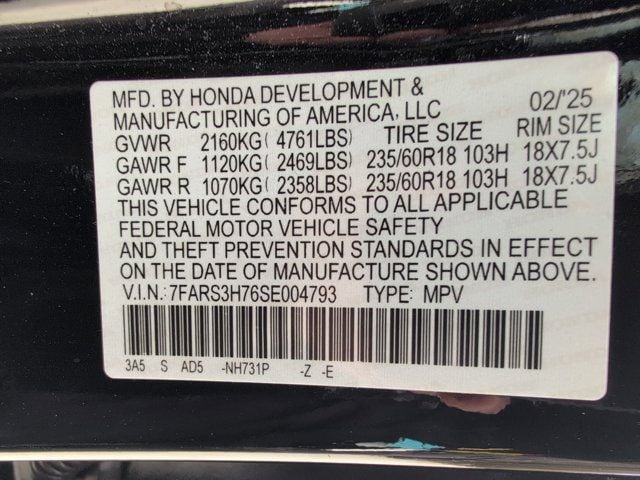 MFD. BY HONDA DEVELOPMENT &
MANUFACTURING OF AMERICA, LLC 02/'25
GVWR 2160KG( 4761LBS) TIRE SIZE RIM SIZE
GAWR F 1120KG( 2469LBS) 235/60R18 103H 18X7.5J
GAWR R 1070KG( 2358LBS) 235/60R18 103H 18X7.5J
THIS VEHICLE CONFORMS TO ALL APPLICABLE
FEDERAL MOTOR VEHICLE SAFETY
AND THEFT PREVENTION STANDARDS IN EFFECT
ON THE DATE OF MANUFACTURE SHOWN ABOVE.
V.I.N.:7FARS3H76SE004793 TYPE: MPV
3A5 S AD5 -NH731P -Z -E